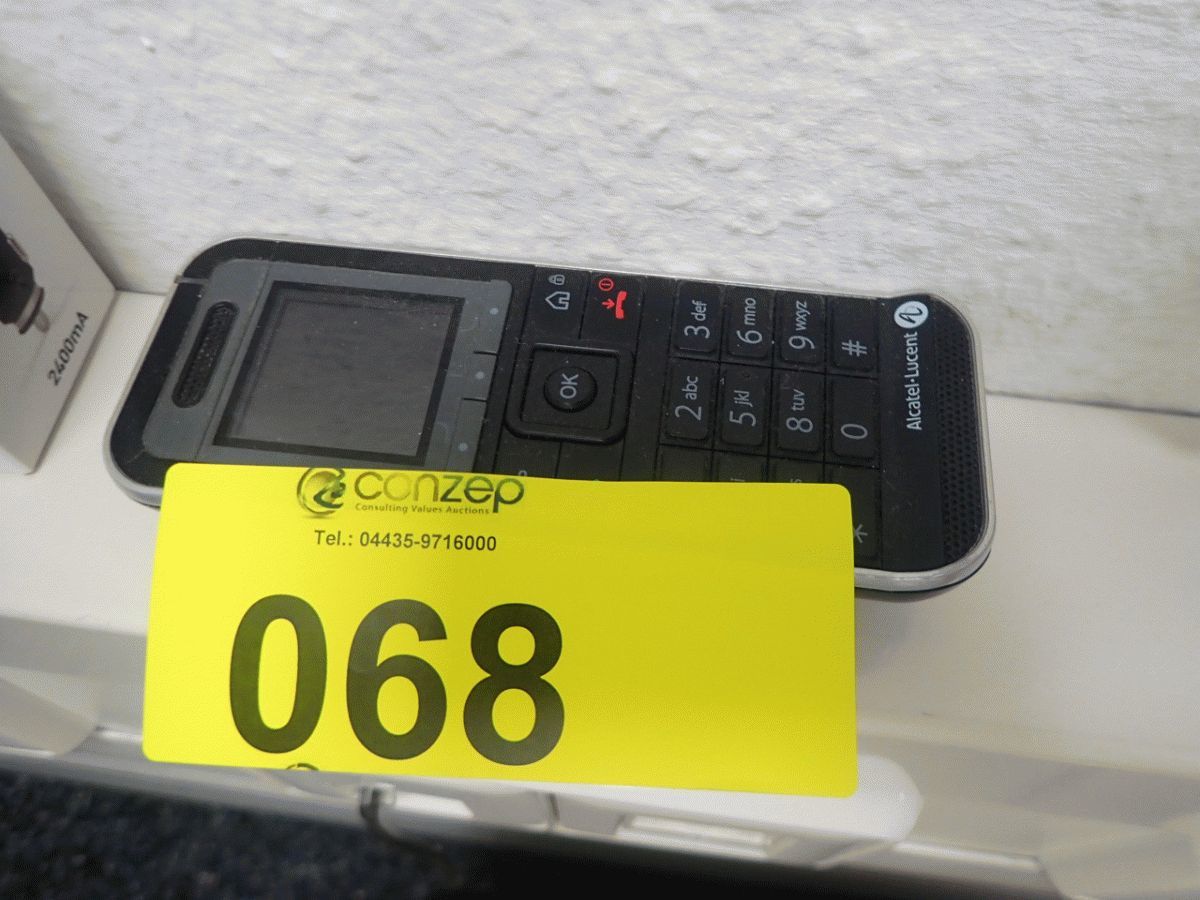 2400mA
OK
3 def
6 mno
9 wxyz
#
2 abc
5 jkl
8 tuv
0
*
Alcatel·Lucent
conzep
Consulting Values Auctions
Tel.: 04435-9716000
068